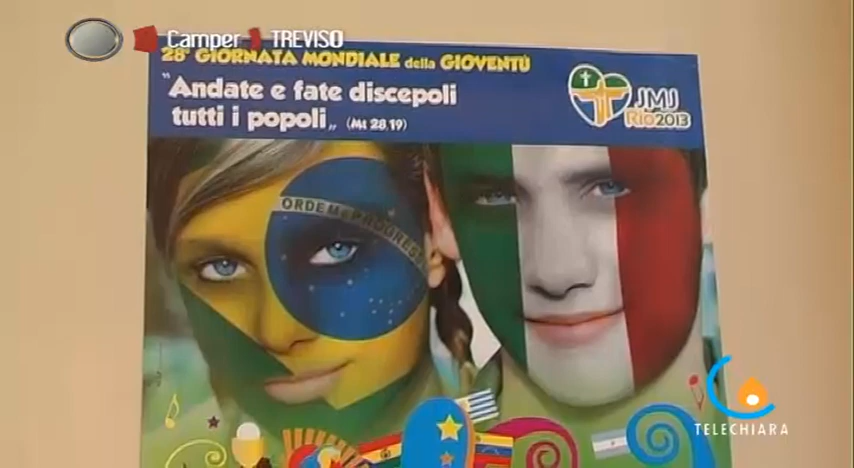 Camper TREVISO
28ª GIORNATA MONDIALE della GIOVENTÙ
"Andate e fate discepoli
tutti i popoli„ (Mt 28,19)
JMJ
Rio2013
ORDEM E PROGRESS
TELECHIARA